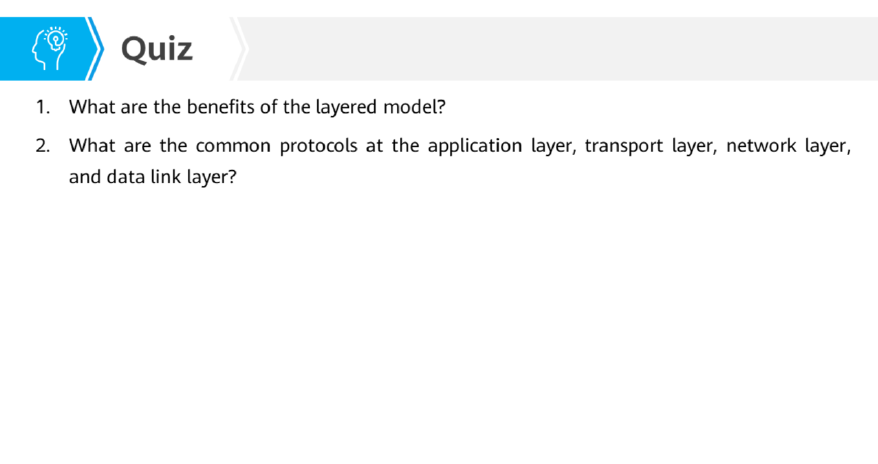 Quiz
1. What are the benefits of the layered model?
2. What are the common protocols at the application layer, transport layer, network layer,
and data link layer?